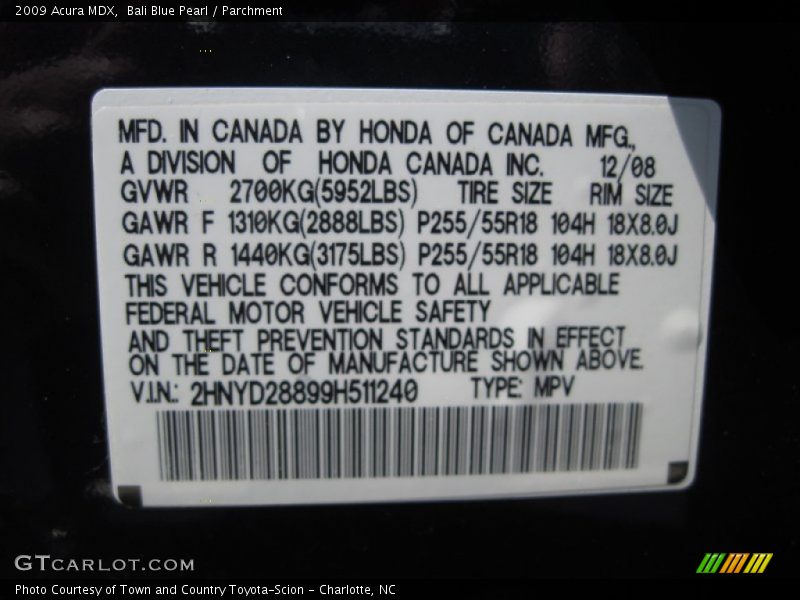 2009 Acura MDX,  Bali Blue Pearl / Parchment
MFD. IN CANADA BY HONDA OF CANADA MFG.,
A DIVISION OF HONDA CANADA INC. 12/08
GVWR 2700KG(5952LBS) TIRE SIZE RIM SIZE
GAWR F 1310KG(2888LBS) P255/55R18 104H 18X8.0J
GAWR R 1440KG(3175LBS) P255/55R18 104H 18X8.0J
THIS VEHICLE CONFORMS TO ALL APPLICABLE
FEDERAL MOTOR VEHICLE SAFETY
AND THEFT PREVENTION STANDARDS IN EFFECT
ON THE DATE OF MANUFACTURE SHOWN ABOVE.
V.I.N.: 2HNYD28899H511240 TYPE: MPV
GTCARLOT.COM
Photo Courtesy of Town and Country Toyota-Scion - Charlotte, NC